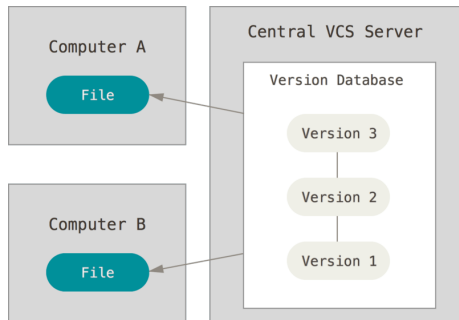 Computer A
File
Computer B
File
Central VCS Server
Version Database
Version 3
Version 2
Version 1